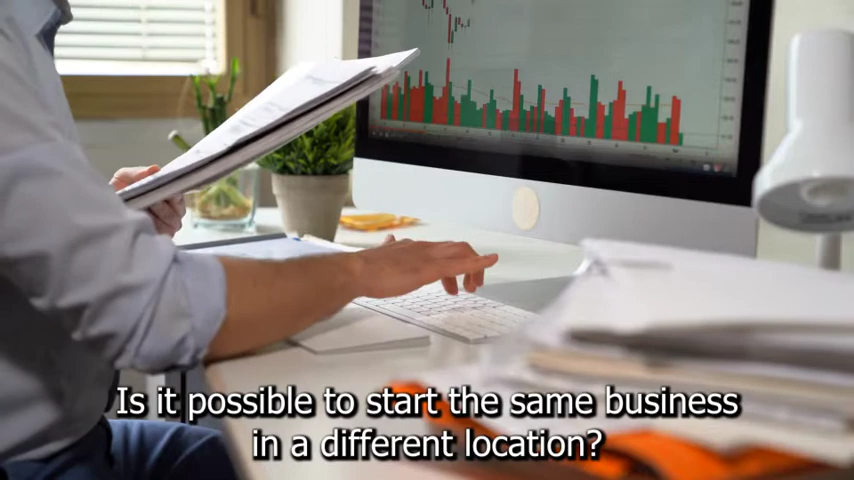 Is it possible to start the same business
in a different location?